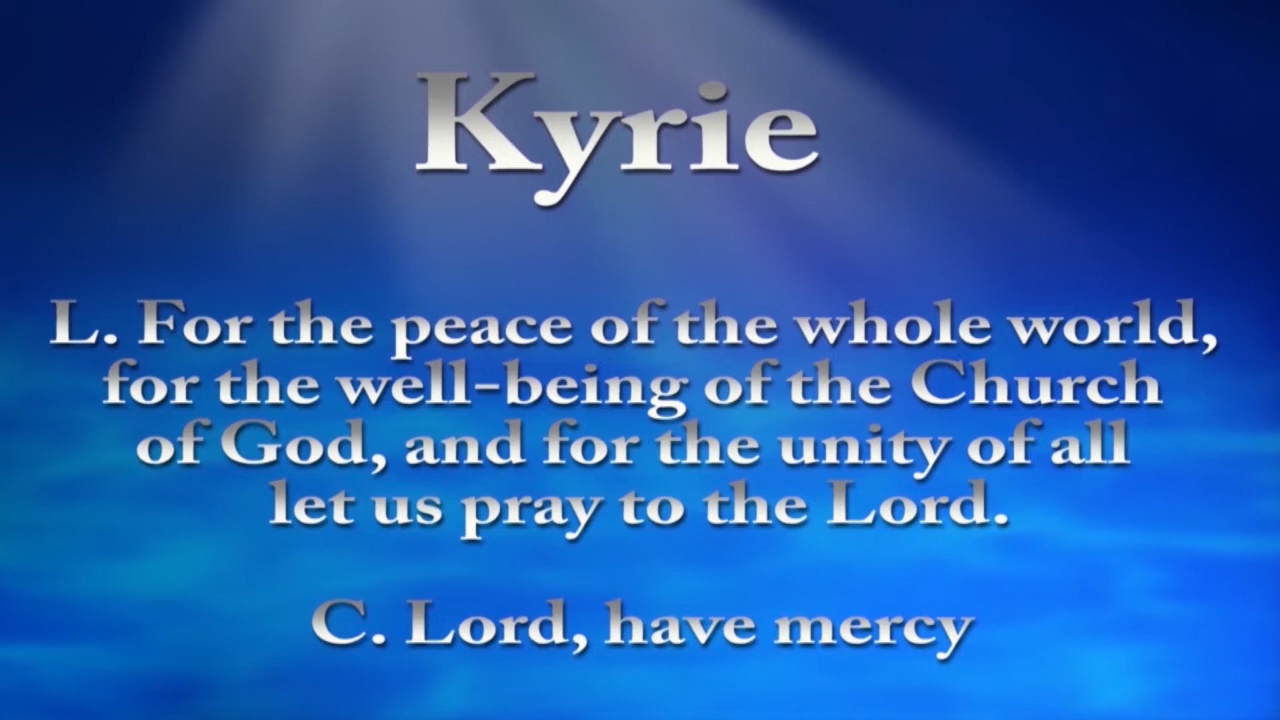 Kyrie
L. For the peace of the whole world,
for the well-being of the Church
of God, and for the unity of all
let us pray to the Lord.
C. Lord, have mercy